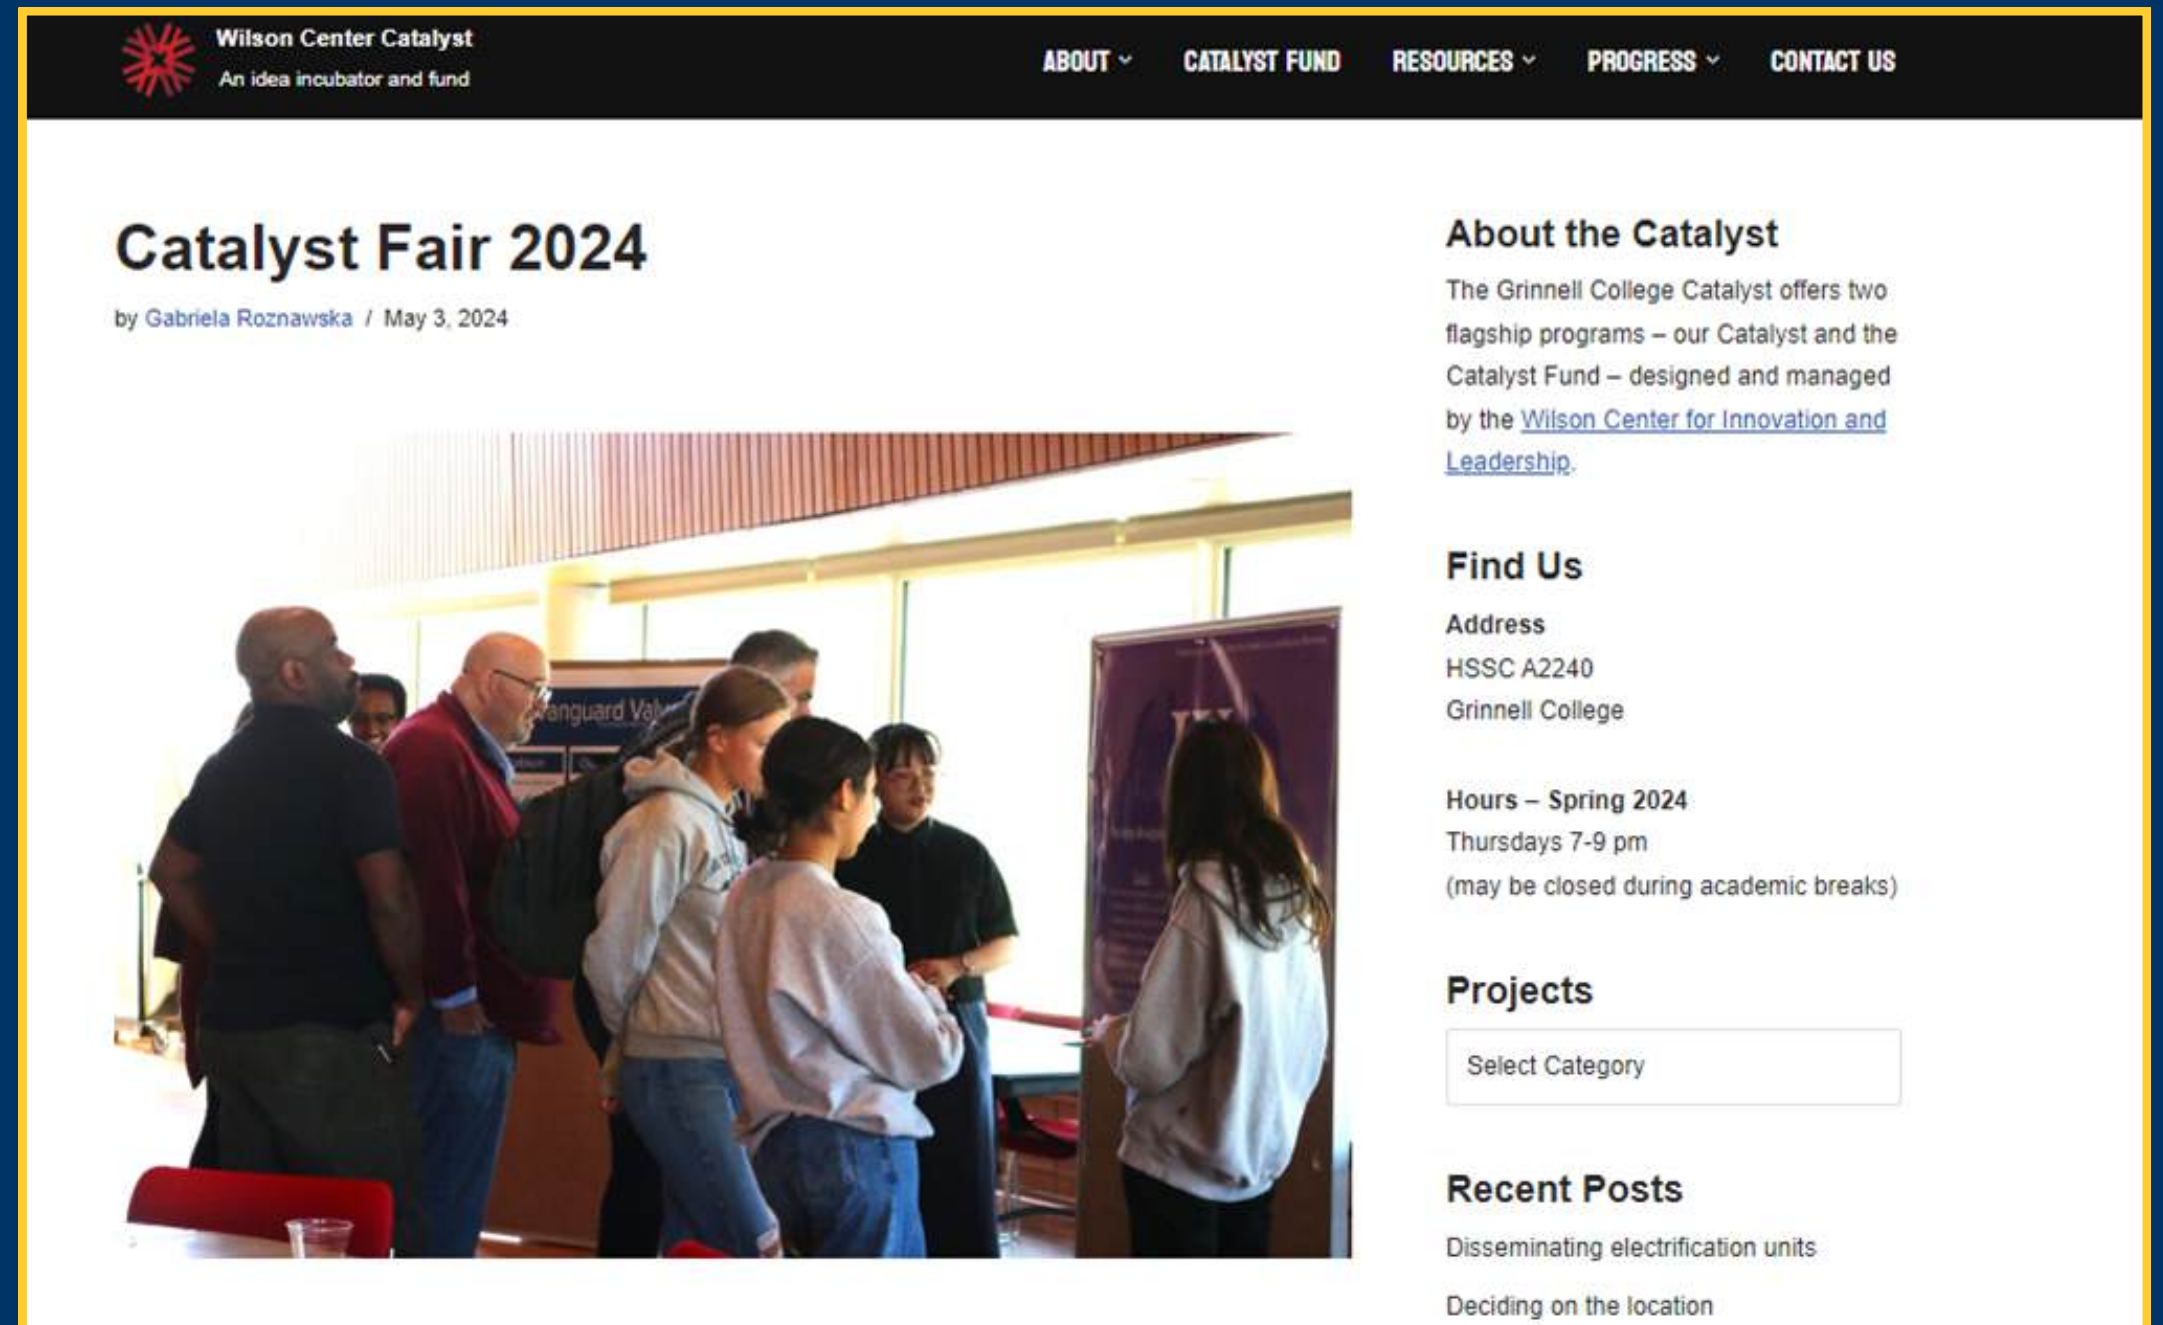 Wilson Center Catalyst
An idea incubator and fund
ABOUT
CATALYST FUND
RESOURCES
PROGRESS
CONTACT US
Catalyst Fair 2024
by Gabriela Roznawska / May 3, 2024
anguard Val
About the Catalyst
The Grinnell College Catalyst offers two
flagship programs – our Catalyst and the
Catalyst Fund – designed and managed
by the Wilson Center for Innovation and
Leadership.
Find Us
Address
HSSC A2240
Grinnell College
Hours – Spring 2024
Thursdays 7-9 pm
(may be closed during academic breaks)
Projects
Select Category
Recent Posts
Disseminating electrification units
Deciding on the location